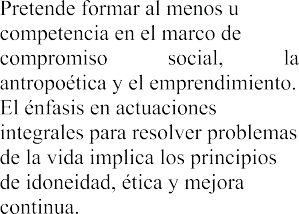 Pretende formar al menos u
competencia en el marco de
compromiso social, la
antropoética y el emprendimiento.
El énfasis en actuaciones
integrales para resolver problemas
de la vida implica los principios
de idoneidad, ética y mejora
continua.